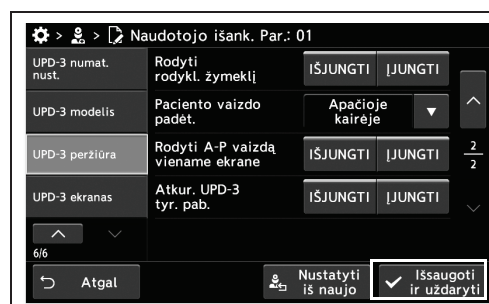 > > Naudotojo išank. Par.: 01
UPD-3 numat.
nust.
Rodyti
rodykl. žymeklį
IŠJUNGTI ĮJUNGTI
UPD-3 modelis
Paciento vaizdo
padėt.
Apačioje
kairėje
UPD-3 peržiūra
Rodyti A-P vaizdą
viename ekrane
IŠJUNGTI ĮJUNGTI
2
2
UPD-3 ekranas
Atkur. UPD-3
tyr. pab.
IŠJUNGTI ĮJUNGTI
6/6
Atgal
Nustatyti
iš naujo
Išsaugoti
ir uždaryti